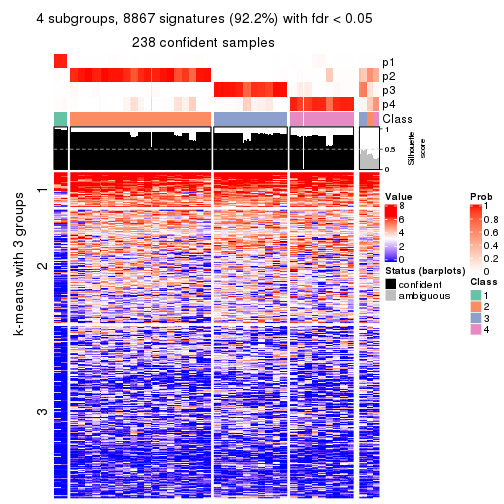 4 subgroups, 8867 signatures (92.2%) with fdr < 0.05
238 confident samples
p1
p2
p3
p4
Class
1
0.5
0
Silhouette
score
k-means with 3 groups
1
2
3
Value
8
6
4
2
0
Status (barplots)
confident
ambiguous
Prob
1
0.8
0.6
0.4
0.2
0
Class
1
2
3
4